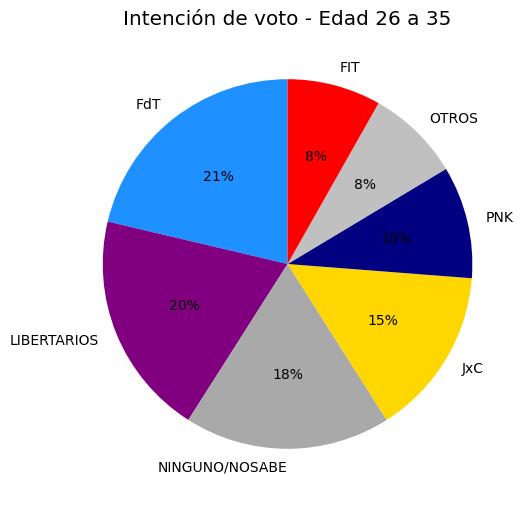 Intención de voto - Edad 26 a 35
FIT
FdT
OTROS
8%
21%
8%
PNK
10%
20%
15%
LIBERTARIOS
JxC
18%
NINGUNO/NOSABE